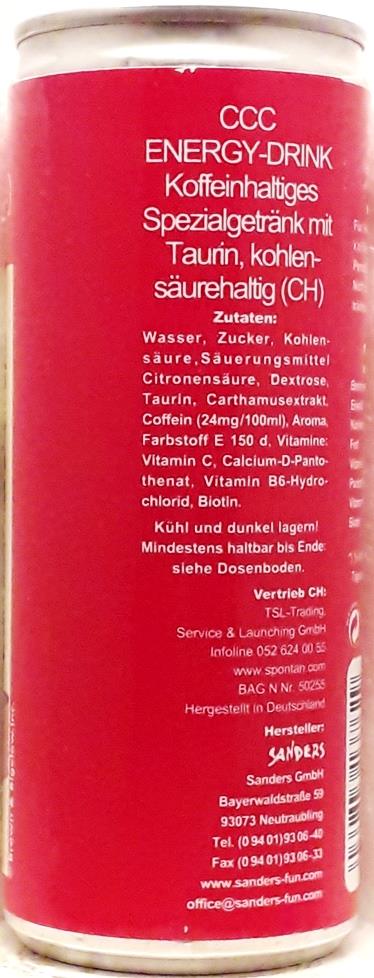 CCC
ENERGY-DRINK
Koffeinhaltiges
Spezialgetränk mit
Taurin, kohlen-
säurehaltig (CH)
Zutaten:
Wasser, Zucker, Kohlen-
säure,Säuerungsmittel
Citronensäure, Dextrose,
Taurin, Carthamusextrakt,
Coffein (24mg/100ml), Aroma,
Farbstoff E 150 d, Vitamine:
Vitamin C, Calcium-D-Panto-
thenat, Vitamin B6-Hydro-
chlorid, Biotin.
Kühl und dunkel lagern!
Mindestens haltbar bis Ende:
siehe Dosenboden.
Vertrieb CH:
TSL-Trading,
Service & Launching GmbH
Infoline 052 624 00 55
www.spontan.com
BAG N Nr. 50255
Hergestellt in Deutschland
Hersteller:
SANDERS
Sanders GmbH
Bayerwaldstraße 59
93073 Neutraubling
Tel. (0 94 01)93 06-40
Fax (0 94 01)93 06-33
www.sanders-fun.com
office@sanders-fun.com